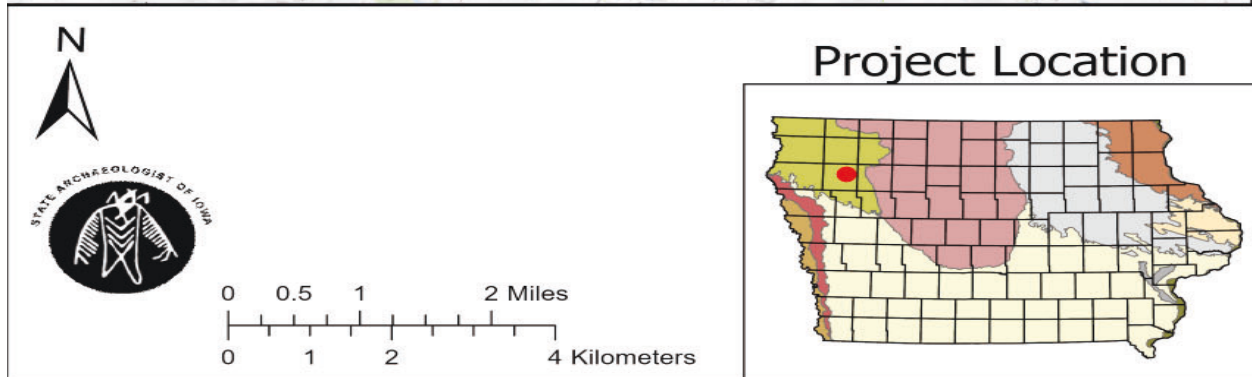 N
Project Location
STATE ARCHAEOLOGIST OF IOWA
0 0.5 1 2 Miles
0 1 2 4 Kilometers